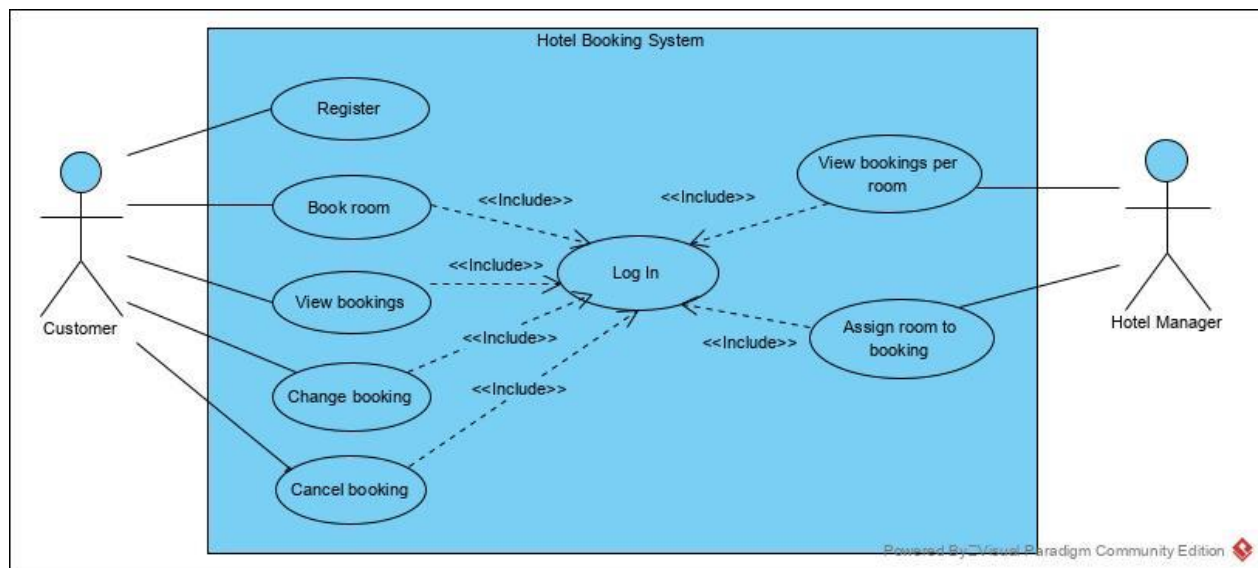 Hotel Booking System
Register
Book room
<<Include>>
View bookings
<<Include>>
Change booking
<<Include>>
Cancel booking
<<Include>>
Log In
<<Include>>
View bookings per
room
<<Include>>
Assign room to
booking
Customer
Hotel Manager
Powered By Visual Paradigm Community Edition